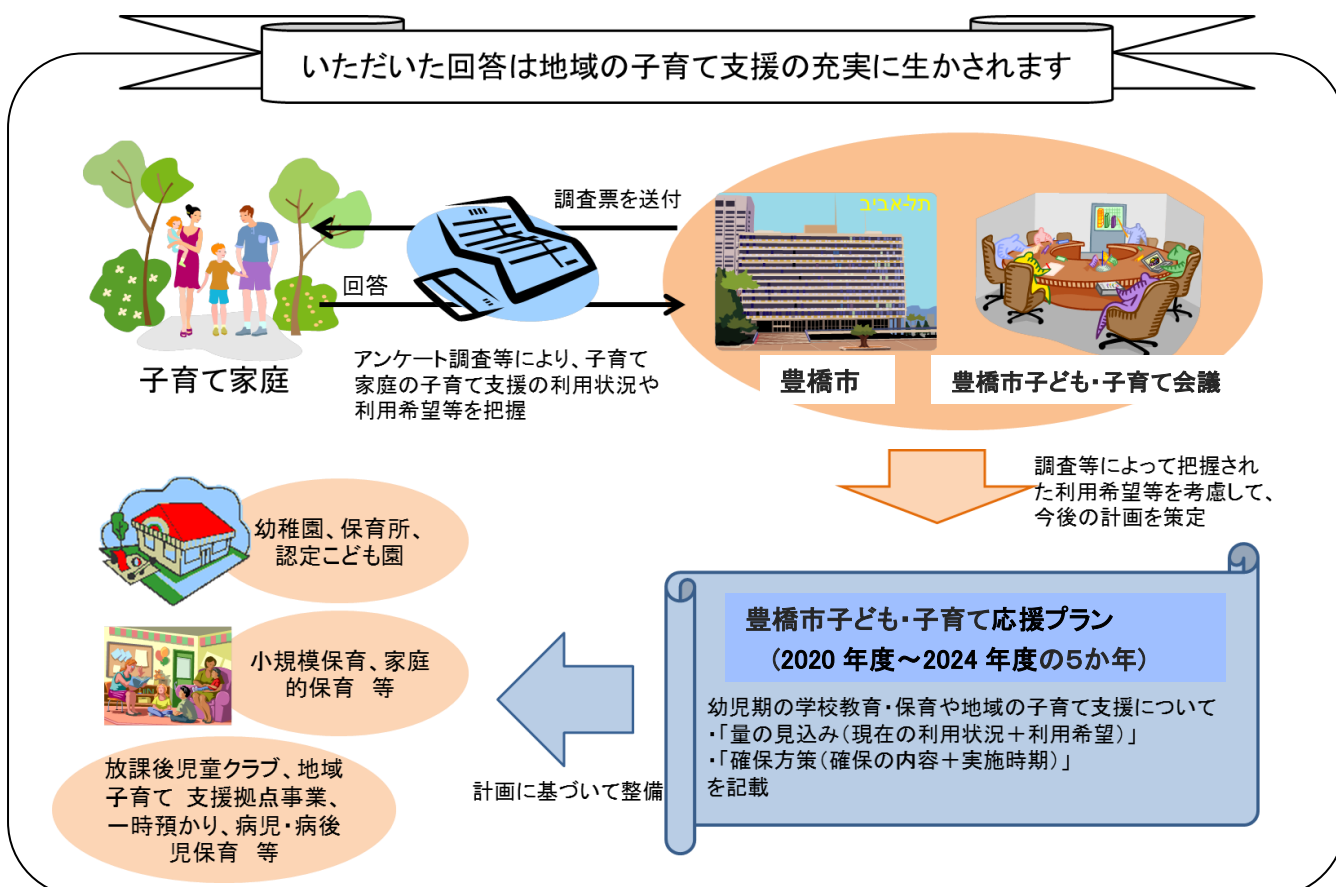 いただいた回答は地域の子育て支援の充実に生かされます
調査票を送付
回答
תל-אביב
子育て家庭
アンケート調査等により、子育て
家庭の子育て支援の利用状況や
利用希望等を把握
豊橋市
豊橋市子ども・子育て会議
調査等によって把握され
た利用希望等を考慮して、
今後の計画を策定
幼稚園、保育所、
認定こども園
小規模保育、家庭
的保育 等
放課後児童クラブ、地域
子育て 支援拠点事業、
一時預かり、病児・病後
児保育 等
計画に基づいて整備
豊橋市子ども・子育て応援プラン
(2020 年度～2024 年度の５か年)
幼児期の学校教育・保育や地域の子育て支援について
・「量の見込み(現在の利用状況＋利用希望)」
・「確保方策(確保の内容＋実施時期)」
を記載